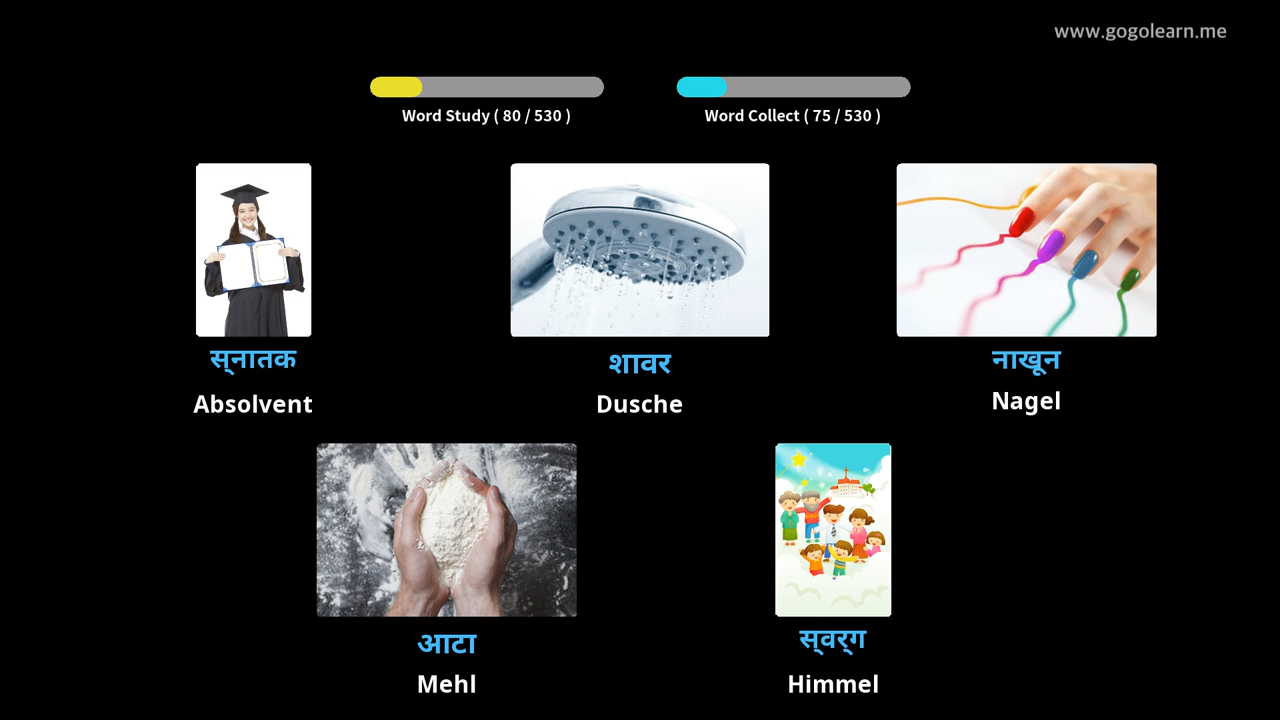 www.gogolearn.me
Word Study ( 80 / 530 )
Word Collect ( 75 / 530 )
स्नातक
शावर
नाखून
Absolvent
Dusche
Nagel
आटा
स्वर्ग
Mehl
Himmel